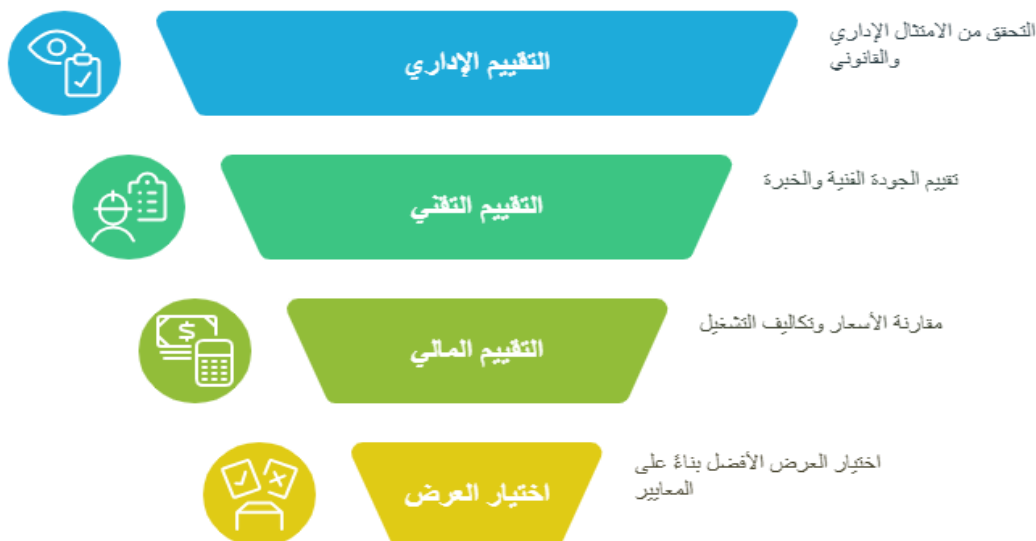 التقييم الإداري
التحقق من الامتثال الإداري
والقانوني
التقييم التقني
تقييم الجودة الفنية والخبرة
التقييم المالي
مقارنة الأسعار وتكاليف التشغيل
اختيار العرض
اختيار العرض الأفضل بناءً على
المعايير